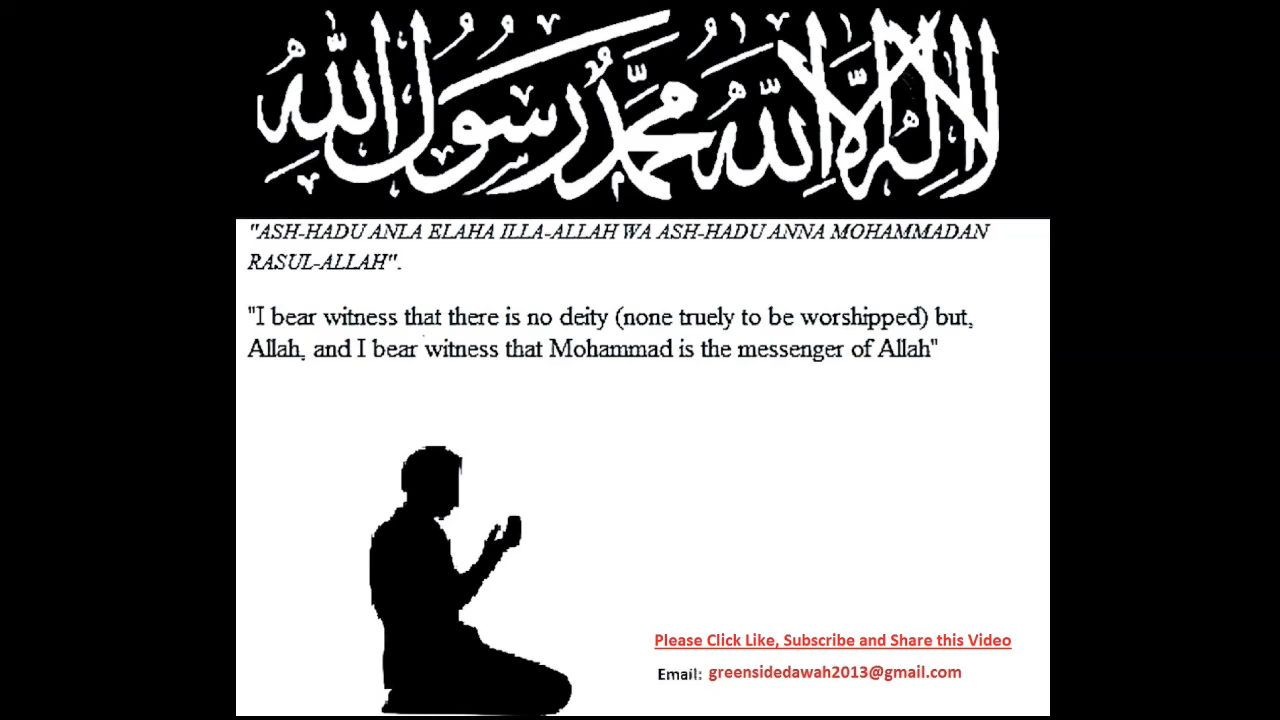 لا إله إلا الله محمد رسول الله
"ASH-HADU ANLA ELAHA ILLA-ALLAH WA ASH-HADU ANNA MOHAMMADAN
RASUL-ALLAH".
"I bear witness that there is no deity (none truely to be worshipped) but,
Allah, and I bear witness that Mohammad is the messenger of Allah"
Please Click Like, Subscribe and Share this Video
Email: greensidedawah2013@gmail.com